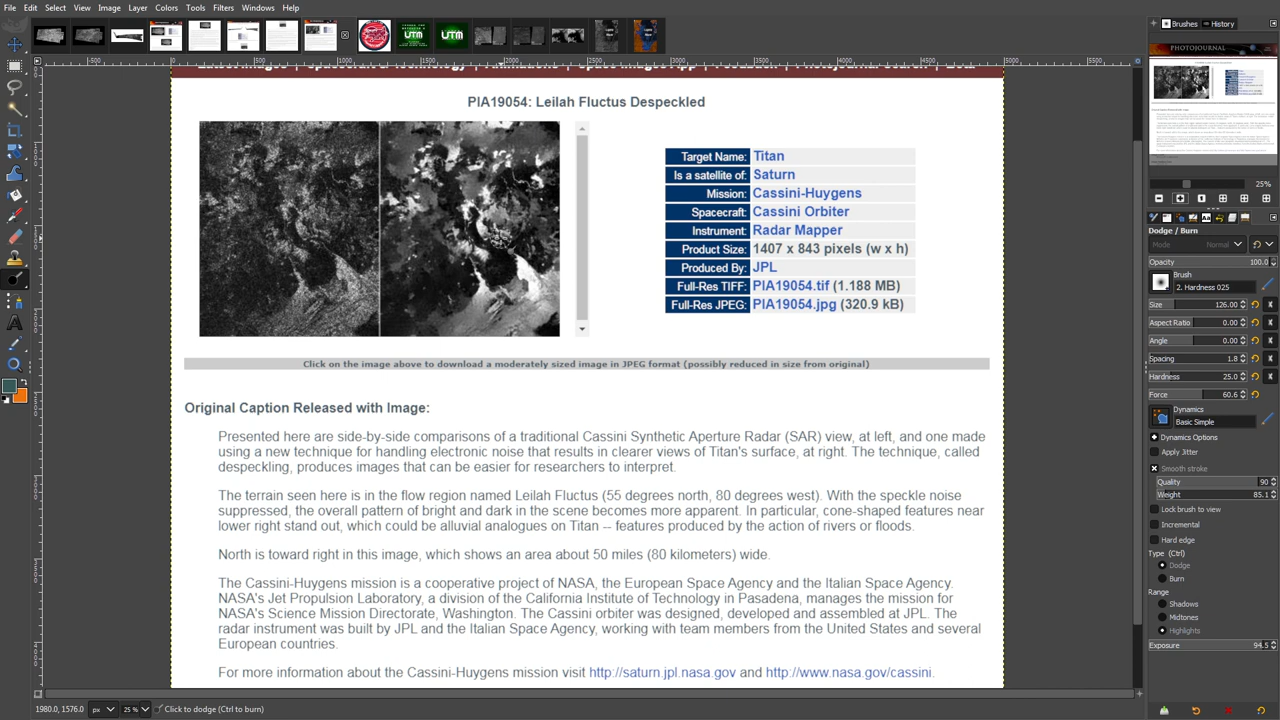 File Edit Select View Image Layer Colors Tools Filters Windows Help
UTM
UTM
Brushes
History
-500 0 500 1000 1500 2000 2500 3000 3500 4000 4500 5000 5500
PHOTOJOURNAL
PIA19054: Leilah Fluctus Despeckled
Target Name: Titan
Is a satellite of: Saturn
Mission: Cassini-Huygens
Spacecraft: Cassini Orbiter
Instrument: Radar Mapper
Product Size: 1407 x 843 pixels (w x h)
Produced By: JPL
Full-Res TIFF: PIA19054.tif (1.188 MB)
Full-Res JPEG: PIA19054.jpg (320.9 kB)
Click on the image above to download a moderately sized image in JPEG format (possibly reduced in size from original)
Original Caption Released with Image:
Presented here are side-by-side comparisons of a traditional Cassini Synthetic Aperture Radar (SAR) view, at left, and one made
using a new technique for handling electronic noise that results in clearer views of Titan's surface, at right. The technique, called
despeckling, produces images that can be easier for researchers to interpret.
The terrain seen here is in the flow region named Leilah Fluctus (55 degrees north, 80 degrees west). With the speckle noise
suppressed, the overall pattern of bright and dark in the scene becomes more apparent. In particular, cone-shaped features near
lower right stand out, which could be alluvial analogues on Titan -- features produced by the action of rivers or floods.
North is toward right in this image, which shows an area about 50 miles (80 kilometers) wide.
The Cassini-Huygens mission is a cooperative project of NASA, the European Space Agency and the Italian Space Agency.
NASA's Jet Propulsion Laboratory, a division of the California Institute of Technology in Pasadena, manages the mission for
NASA's Science Mission Directorate, Washington. The Cassini orbiter was designed, developed and assembled at JPL. The
radar instrument was built by JPL and the Italian Space Agency, working with team members from the United States and several
European countries.
For more information about the Cassini-Huygens mission visit http://saturn.jpl.nasa.gov and http://www.nasa.gov/cassini.
25%
Dodge / Burn
Mode Normal
Opacity 100.0
Brush
2. Hardness 025
Size 126.00
Aspect Ratio 0.00
Angle 0.00
Spacing 1.8
Hardness 25.0
Force 60.6
Dynamics
Basic Simple
Dynamics Options
Apply Jitter
Smooth stroke
Quality 90
Weight 85.1
Lock brush to view
Incremental
Hard edge
Type (Ctrl)
Dodge
Burn
Range
Shadows
Midtones
Highlights
Exposure 94.5
1980.0, 1576.0 px 25 % Click to dodge (Ctrl to burn)